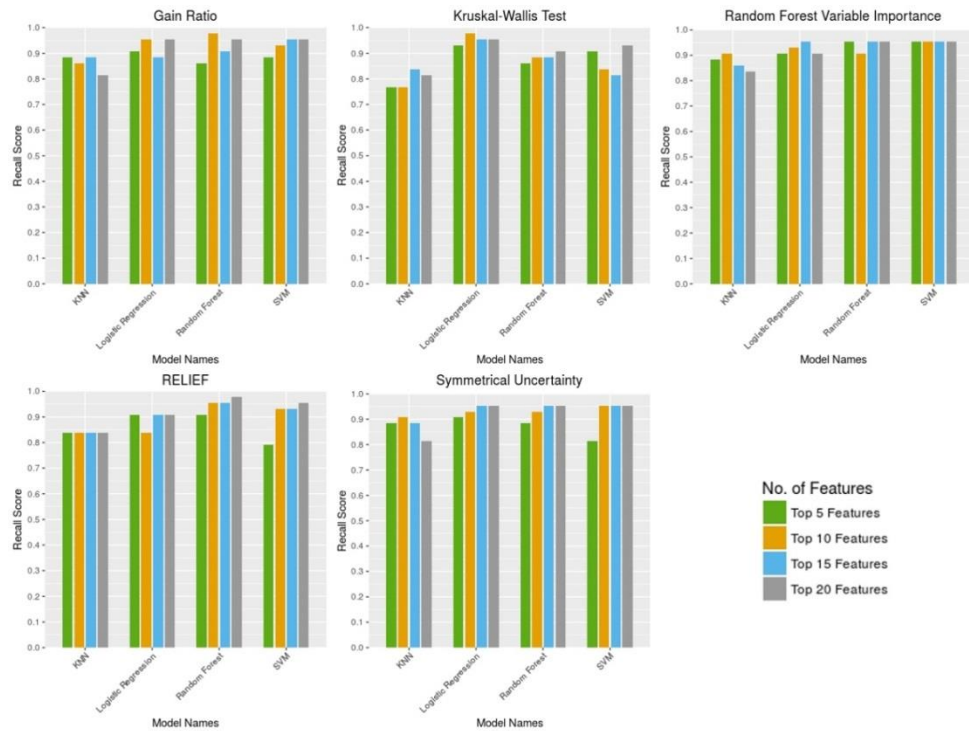 Gain Ratio
Recall Score
1.0
0.9
0.8
0.7
0.6
0.5
0.4
0.3
0.2
0.1
0.0
KNN
Logistic Regression
Random Forest
SVM
Model Names
Kruskal-Wallis Test
Recall Score
1.0
0.9
0.8
0.7
0.6
0.5
0.4
0.3
0.2
0.1
0.0
KNN
Logistic Regression
Random Forest
SVM
Model Names
Random Forest Variable Importance
Recall Score
1.0
0.9
0.8
0.7
0.6
0.5
0.4
0.3
0.2
0.1
0.0
KNN
Logistic Regression
Random Forest
SVM
Model Names
RELIEF
Recall Score
1.0
0.9
0.8
0.7
0.6
0.5
0.4
0.3
0.2
0.1
0.0
KNN
Logistic Regression
Random Forest
SVM
Model Names
Symmetrical Uncertainty
Recall Score
1.0
0.9
0.8
0.7
0.6
0.5
0.4
0.3
0.2
0.1
0.0
KNN
Logistic Regression
Random Forest
SVM
Model Names
No. of Features
Top 5 Features
Top 10 Features
Top 15 Features
Top 20 Features